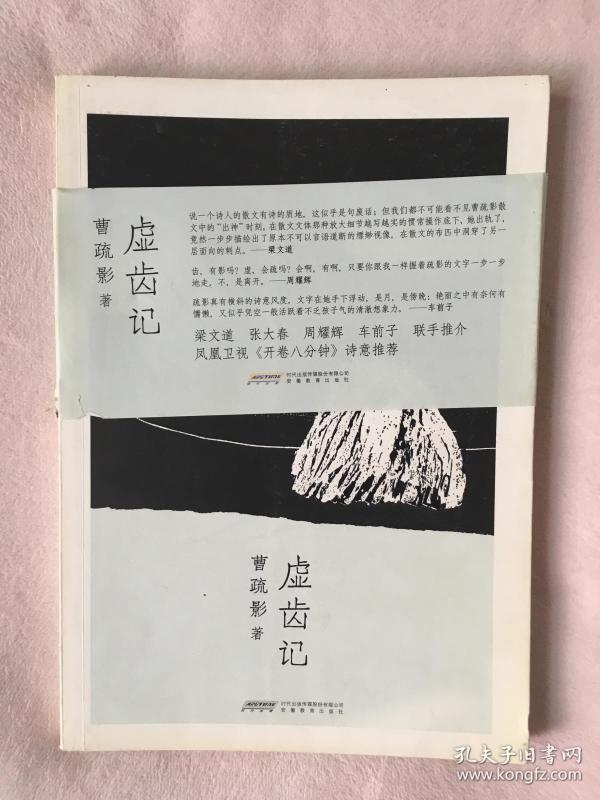 虚齿记
曹疏影 著
说一个诗人的散文有诗的质地，这似乎是句废话；但我们都不可能看不见曹疏影散
文中的“出神”时刻。在散文文体那种放大细节越写越实的惯常操作底下，她出轨了，
竟然一步步描绘出了原本不可以言语道断的缥缈视像，在散文的布匹中洞穿了另一
层面向的刺点。——梁文道
齿，有影吗？虚，会疏吗？会啊，有啊，只要你跟我一样握着疏影的文字一步一步
地走，不，是离开。——周耀辉
疏影真有横斜的诗意风度，文字在她手下浮动，是月，是傍晚；艳丽之中有奈何有
慵懒，又似乎凭空一般活跃着不乏孩子气的清澈想象力。——车前子
梁文道 张大春 周耀辉 车前子 联手推介
凤凰卫视《开卷八分钟》诗意推荐
时代出版传媒股份有限公司
安徽教育出版社
虚齿记
曹疏影 著
时代出版传媒股份有限公司
安徽教育出版社
孔夫子旧书网
www.kongfz.com